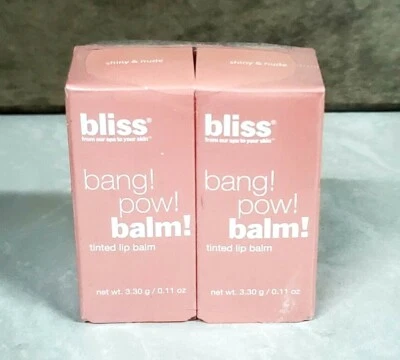 shiny & nude
bliss®
from our spa to your skin™
bang!
pow!
balm!
tinted lip balm
net wt. 3.30 g / 0.11 oz
shiny & nude
bliss®
from our spa to your skin™
bang!
pow!
balm!
tinted lip balm
net wt. 3.30 g / 0.11 oz